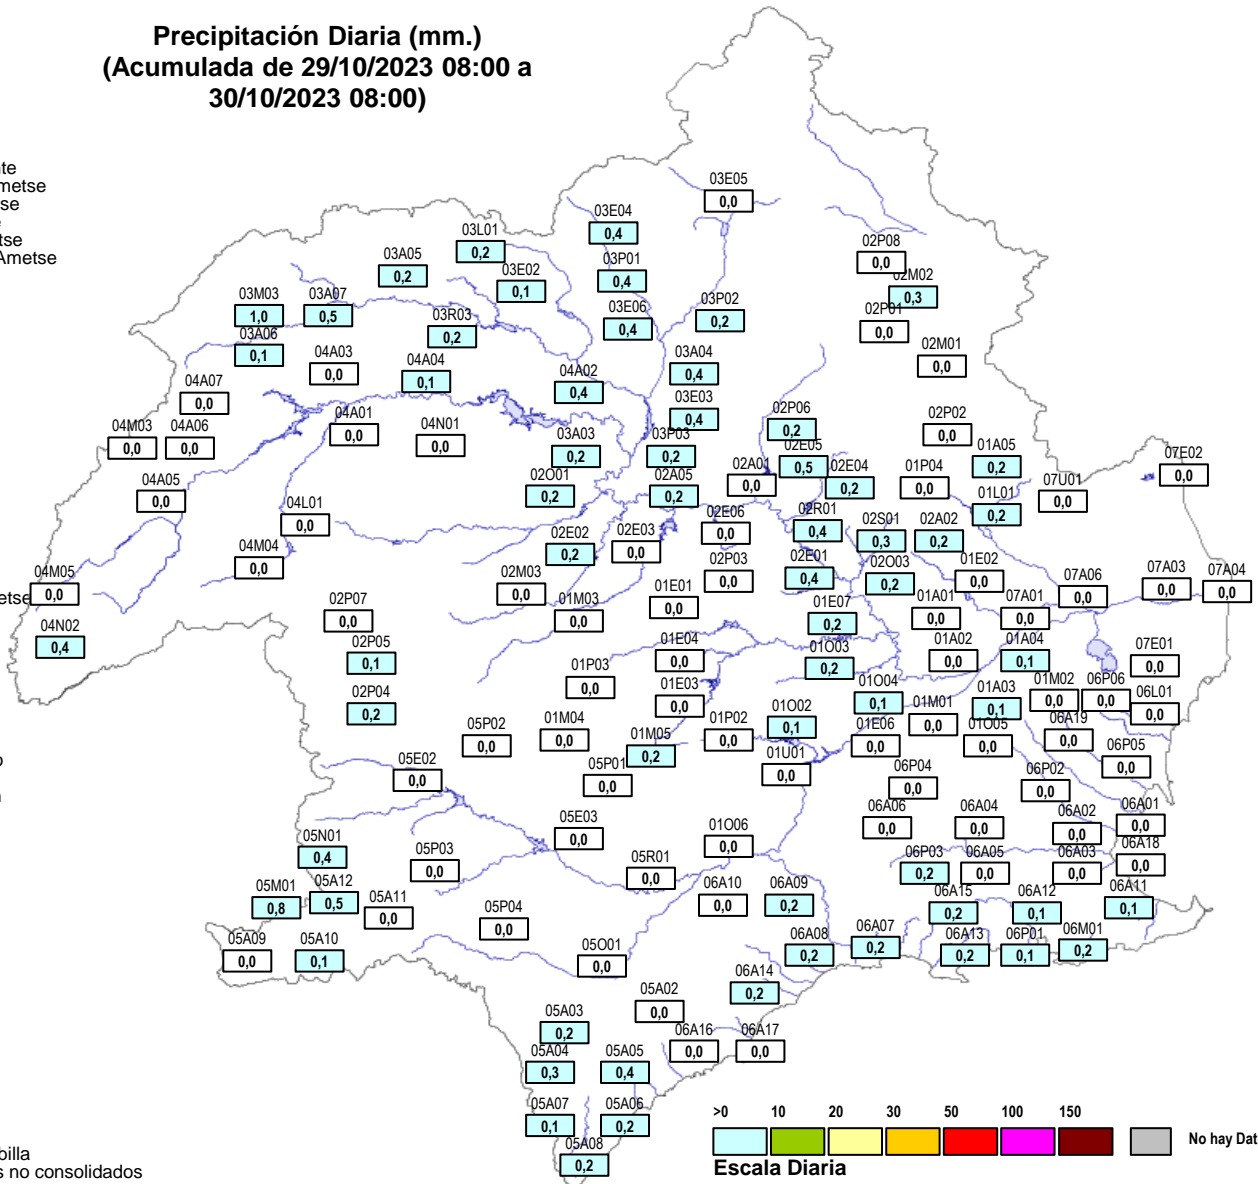 Precipitación Diaria (mm.)
(Acumulada de 29/10/2023 08:00 a
30/10/2023 08:00)
nte
metse
tse
e
tse
Ametse
etse
o
n
billa
s no consolidados
03E05
0,0
03E04
0,4
03L01
0,2
03A05
0,2
03E02
0,1
03P01
0,4
02P08
0,0
02M02
0,3
03M03
1,0
03A07
0,5
03R03
0,2
03E06
0,4
03P02
0,2
02P01
0,0
03A06
0,1
04A03
0,0
04A04
0,1
04A02
0,4
03A04
0,4
02M01
0,0
04A07
0,0
03E03
0,4
04M03
0,0
04A06
0,0
04A01
0,0
04N01
0,0
03A03
0,2
03P03
0,2
02P06
0,2
02P02
0,0
02E05
0,5
01A05
0,2
07E02
0,0
04A05
0,0
02O01
0,2
02A05
0,2
02A01
0,0
02E04
0,2
01P04
0,0
07U01
0,0
04L01
0,0
01L01
0,2
02E06
0,0
02R01
0,4
02S01
0,3
02A02
0,2
04M04
0,0
02E02
0,2
02E03
0,0
04M05
0,0
02M03
0,0
02P03
0,0
02E01
0,4
02O03
0,2
01E02
0,0
07A06
0,0
07A03
0,0
07A04
0,0
02P07
0,0
01M03
0,0
01E01
0,0
01E07
0,2
01A01
0,0
07A01
0,0
04N02
0,4
02P05
0,1
01E04
0,0
01O03
0,2
01A02
0,0
01A04
0,1
07E01
0,0
01P03
0,0
01E03
0,0
01O04
0,1
01A03
0,1
01M02
0,0
06P06
0,0
06L01
0,0
02P04
0,2
05P02
0,0
01M04
0,0
01M05
0,2
01P02
0,0
01O02
0,1
01E06
0,0
01M01
0,0
01O05
0,0
06A19
0,0
06P05
0,0
05E02
0,0
05P01
0,0
01U01
0,0
06P04
0,0
06P02
0,0
05E03
0,0
01O06
0,0
06A06
0,0
06A04
0,0
06A02
0,0
06A01
0,0
05N01
0,4
05P03
0,0
05R01
0,0
06P03
0,2
06A05
0,0
06A03
0,0
06A18
0,0
05M01
0,8
05A12
0,5
05A11
0,0
05P04
0,0
06A10
0,0
06A09
0,2
06A15
0,2
06A12
0,1
06A11
0,1
05A09
0,0
05A10
0,1
05O01
0,0
06A08
0,2
06A07
0,2
06A13
0,2
06P01
0,1
06M01
0,2
06A14
0,2
05A02
0,0
05A03
0,2
06A16
0,0
06A17
0,0
05A04
0,3
05A05
0,4
05A07
0,1
05A06
0,2
05A08
0,2
>0 10 20 30 50 100 150
No hay Dat
Escala Diaria